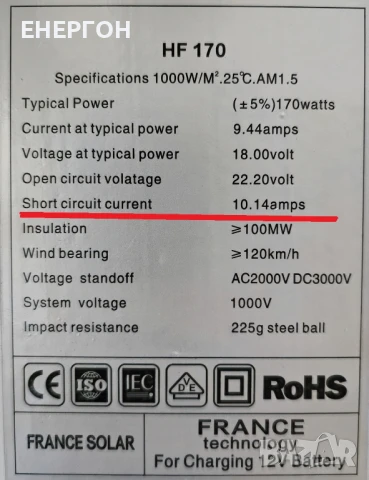 ЕНЕРГОН
HF 170
Specifications 1000W/M².25℃.AM1.5
Typical Power (±5%)170watts
Current at typical power 9.44amps
Voltage at typical power 18.00volt
Open circuit volatage 22.20volt
Short circuit current 10.14amps
Insulation ≥100MW
Wind bearing ≥120km/h
Voltage standoff AC2000V DC3000V
System voltage 1000V
Impact resistance 225g steel ball
CE ISO IEC VDE RoHS
FRANCE SOLAR
FRANCE
technology
For Charging 12V Battery